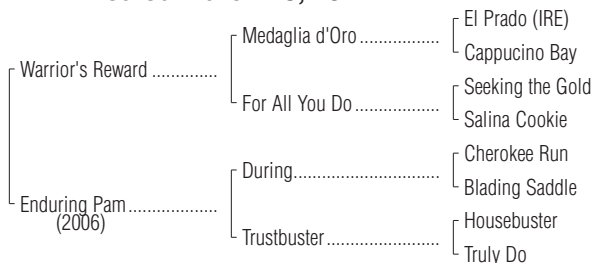 El Prado (IRE)
Medaglia d'Oro ..................
Cappucino Bay
Warrior's Reward ..............
Seeking the Gold
For All You Do ...................
Salina Cookie
Cherokee Run
During................................
Blading Saddle
Enduring Pam...................
(2006)
Housebuster
Trustbuster ........................
Truly Do